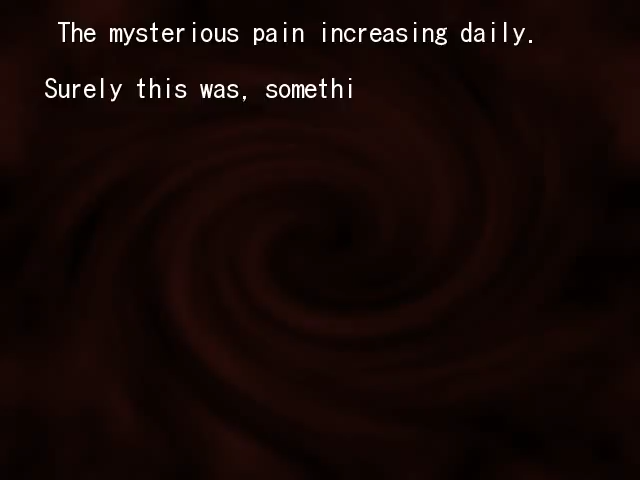 The mysterious pain increasing daily.
Surely this was, somethi